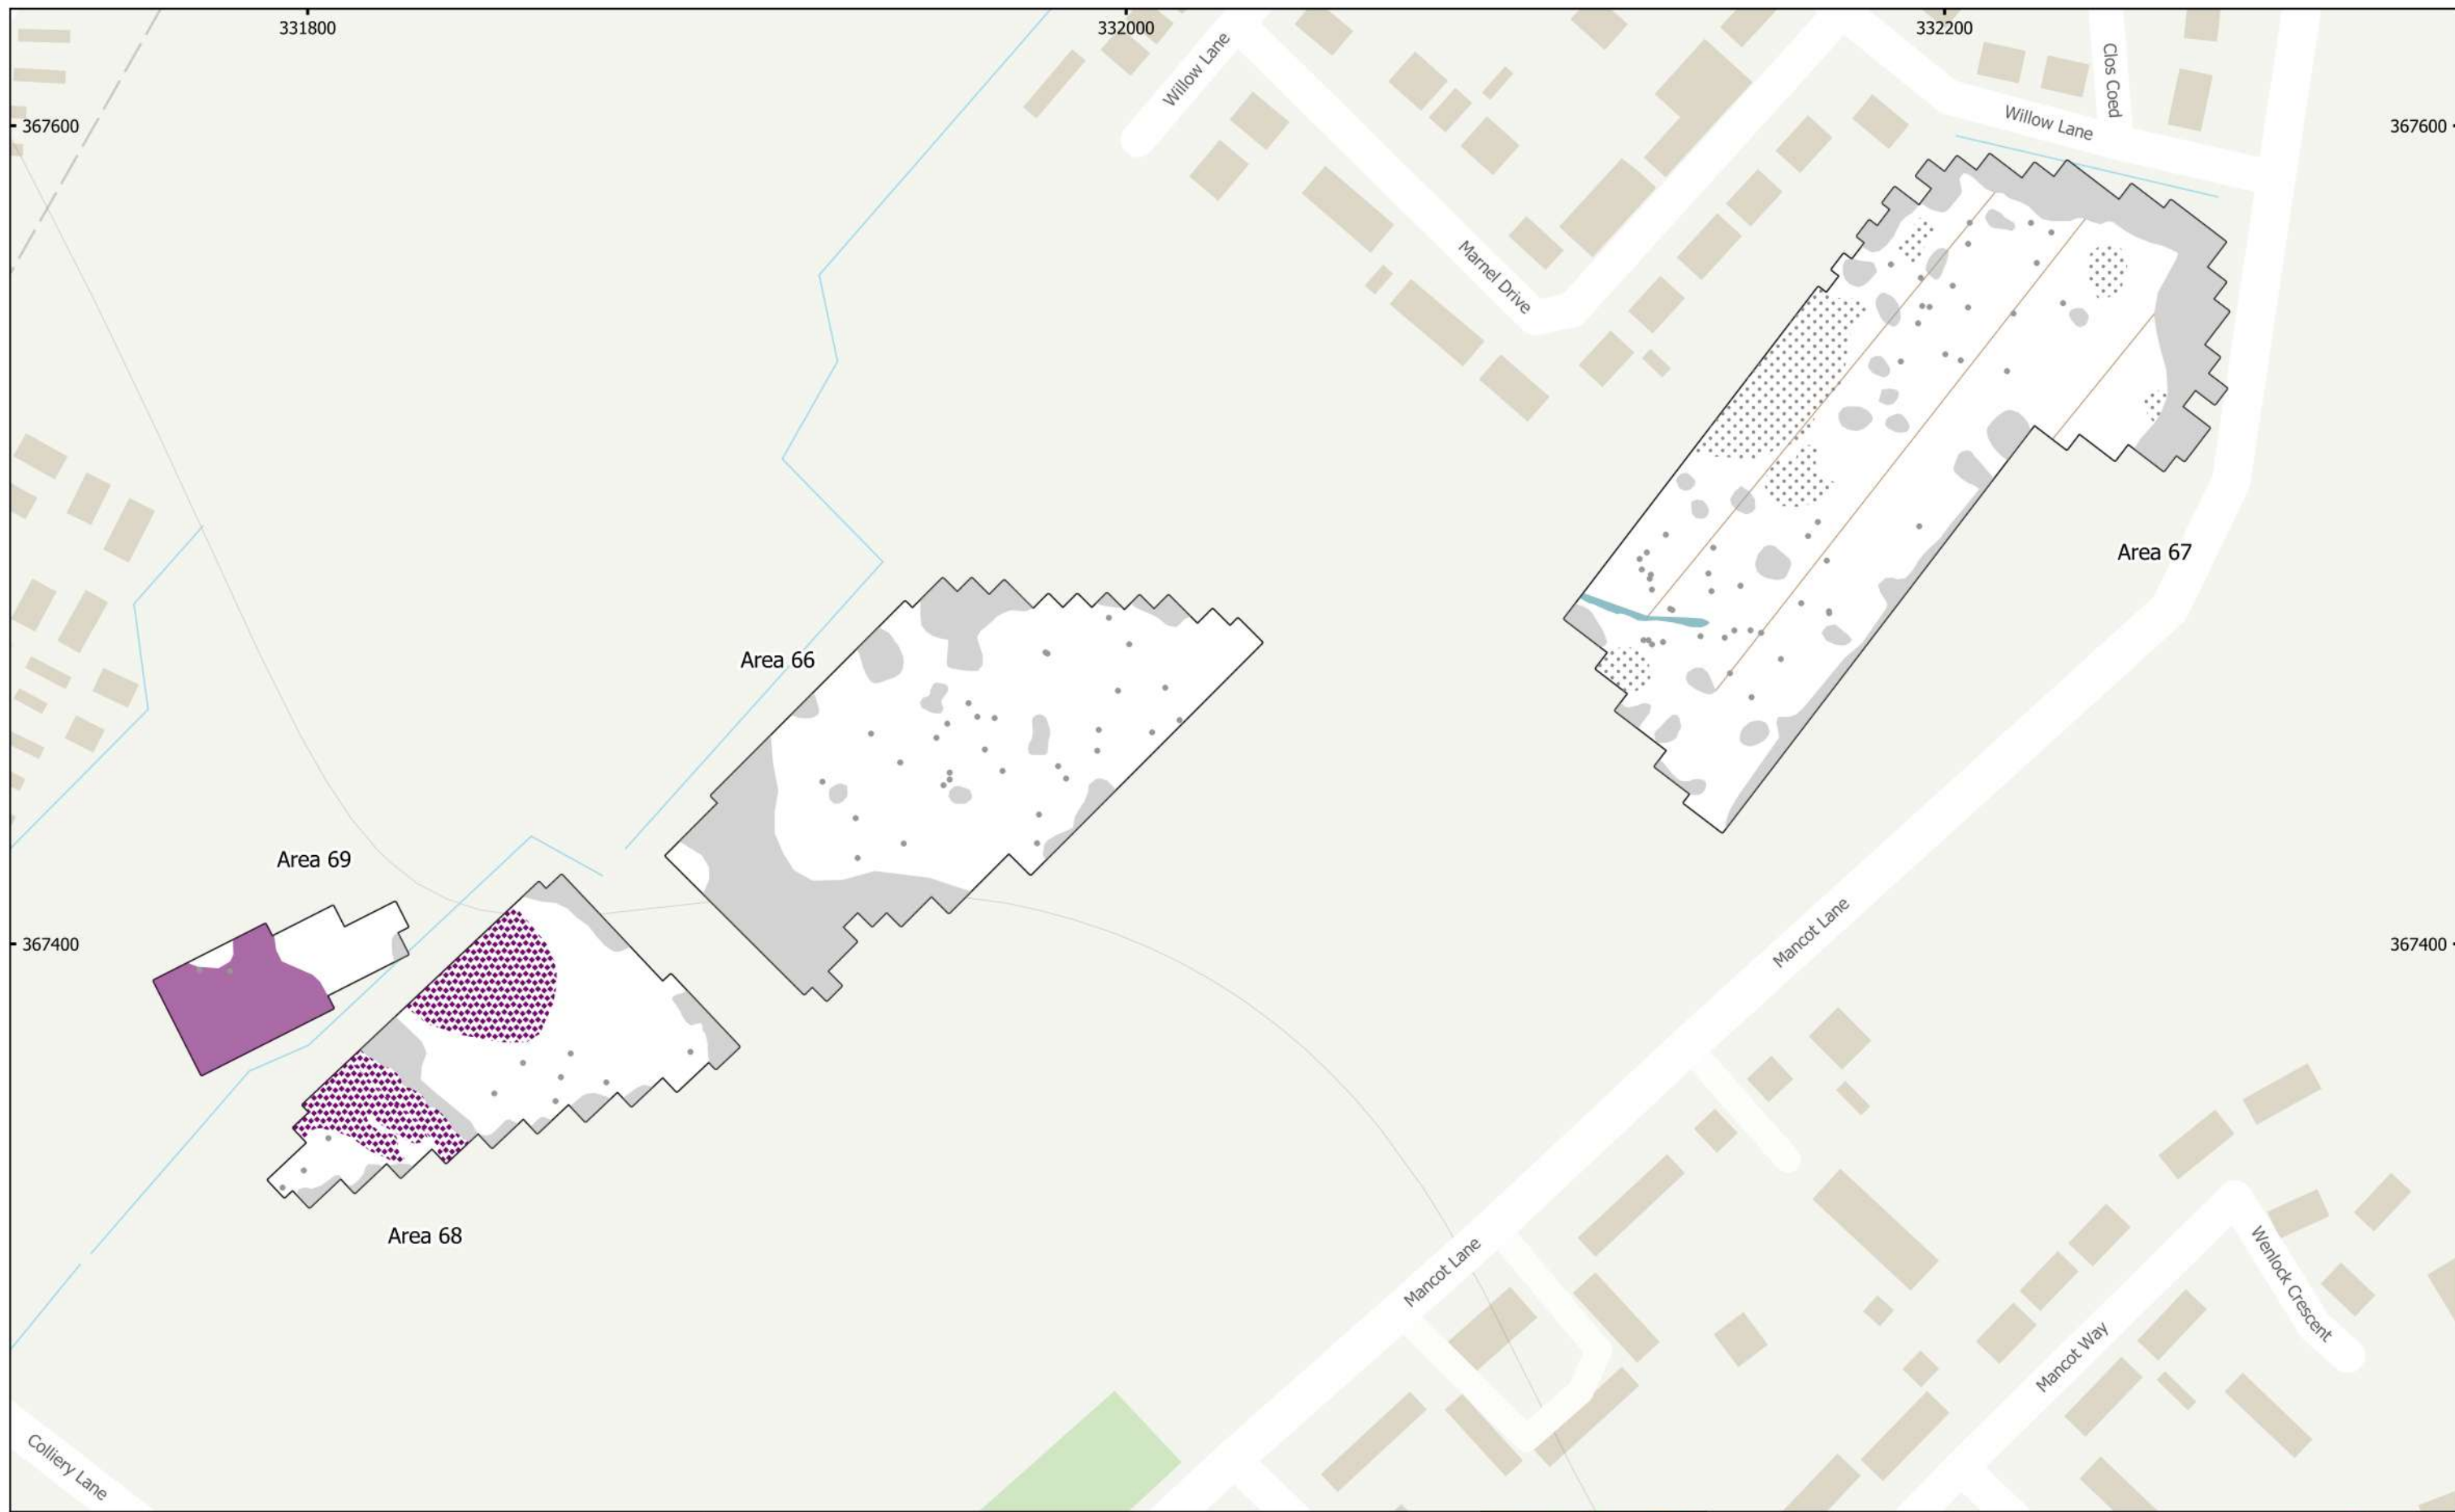 331800
332000
332200
Willow Lane
Clos Coed
367600
Willow Lane
367600
Marnel Drive
Area 67
Area 66
Area 69
Mancot Lane
367400
367400
Area 68
Mancot Lane
Wenlock Crescent
Mancot Way
Colliery Lane